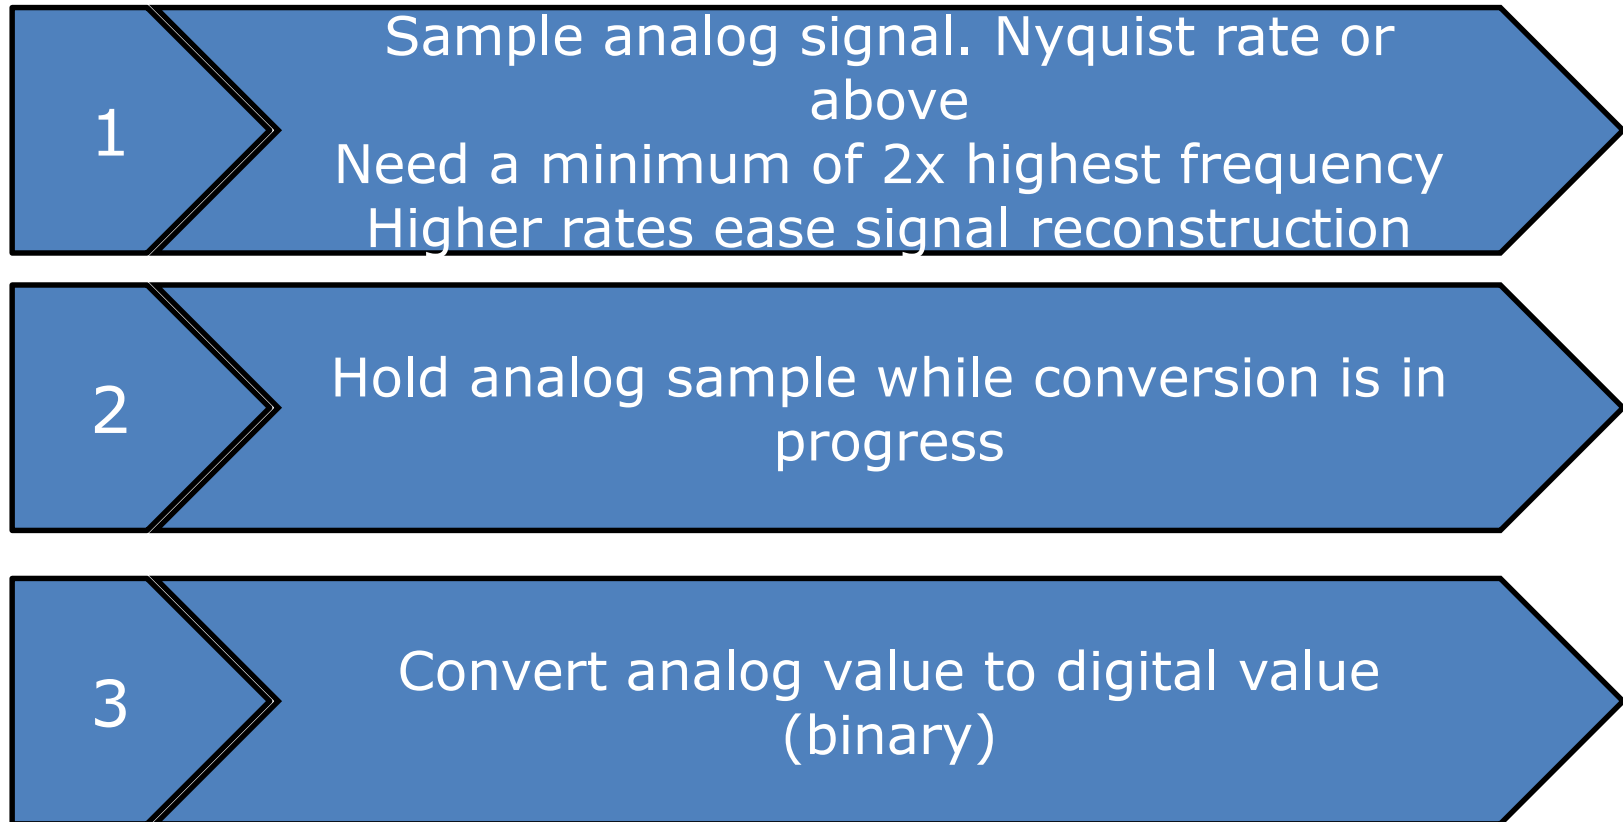 1
Sample analog signal. Nyquist rate or
above
Need a minimum of 2x highest frequency
Higher rates ease signal reconstruction
2
Hold analog sample while conversion is in
progress
3
Convert analog value to digital value
(binary)